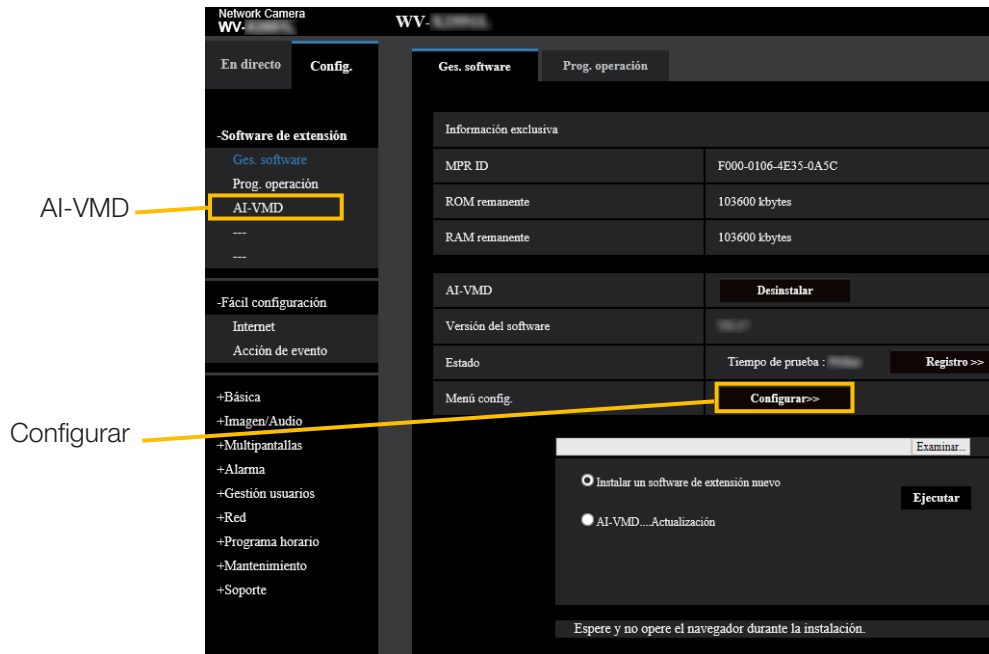 Network Camera
WV-
WV-
En directo
Config.
Ges. software
Prog. operación
-Software de extensión
Ges. software
Prog. operación
AI-VMD
---
---
-Fácil configuración
Internet
Acción de evento
+Básica
+Imagen/Audio
+Multipantallas
+Alarma
+Gestión usuarios
+Red
+Programa horario
+Mantenimiento
+Soporte
AI-VMD
Configurar
Información exclusiva
MPR ID F000-0106-4E35-0A5C
ROM remanente 103600 kbytes
RAM remanente 103600 kbytes
AI-VMD Desinstalar
Versión del software
Estado Tiempo de prueba : Registro >>
Menú config. Configurar>>
Examinar...
Instalar un software de extensión nuevo
Ejecutar
AI-VMD....Actualización
Espere y no opere el navegador durante la instalación.